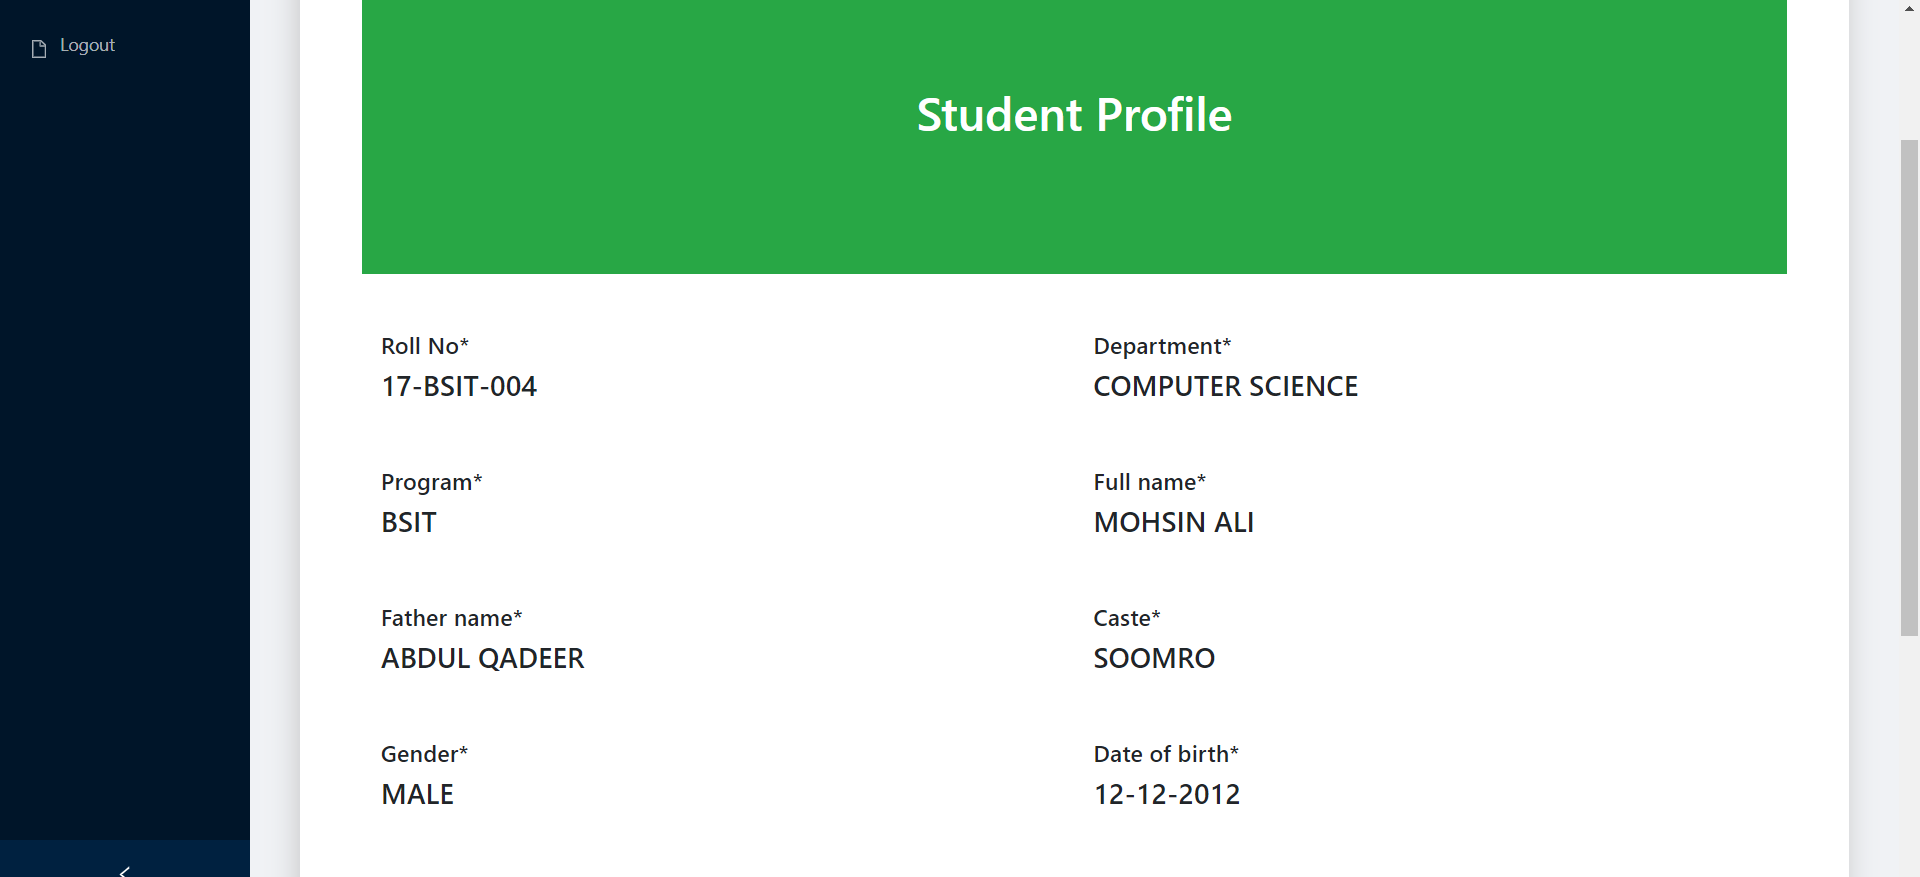 Logout
Student Profile
Roll No*
17-BSIT-004
Department*
COMPUTER SCIENCE
Program*
BSIT
Full name*
MOHSIN ALI
Father name*
ABDUL QADEER
Caste*
SOOMRO
Gender*
MALE
Date of birth*
12-12-2012